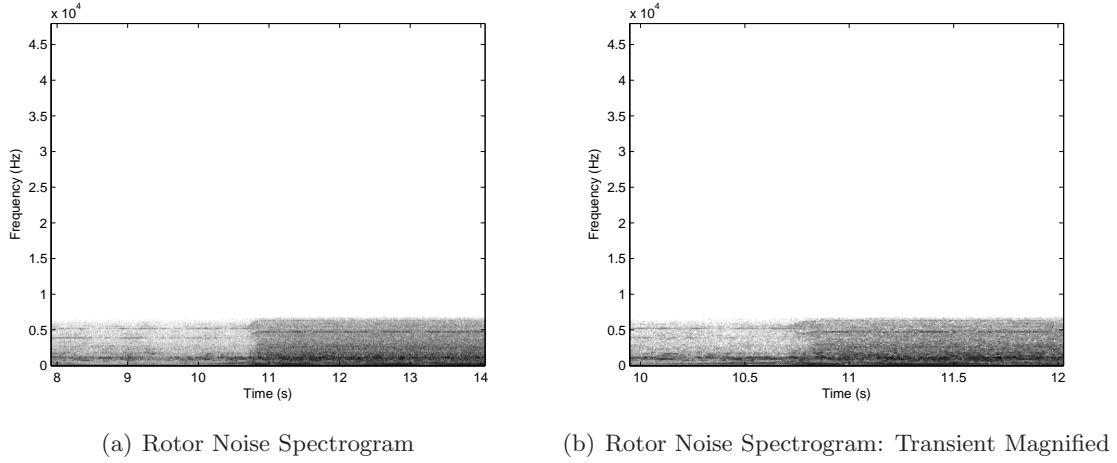 x 10^4
4.5
4
3.5
3
2.5
2
1.5
1
0.5
0
Frequency (Hz)
8 9 10 11 12 13 14
Time (s)
(a) Rotor Noise Spectrogram
x 10^4
4.5
4
3.5
3
2.5
2
1.5
1
0.5
0
Frequency (Hz)
10 10.5 11 11.5 12
Time (s)
(b) Rotor Noise Spectrogram: Transient Magnified